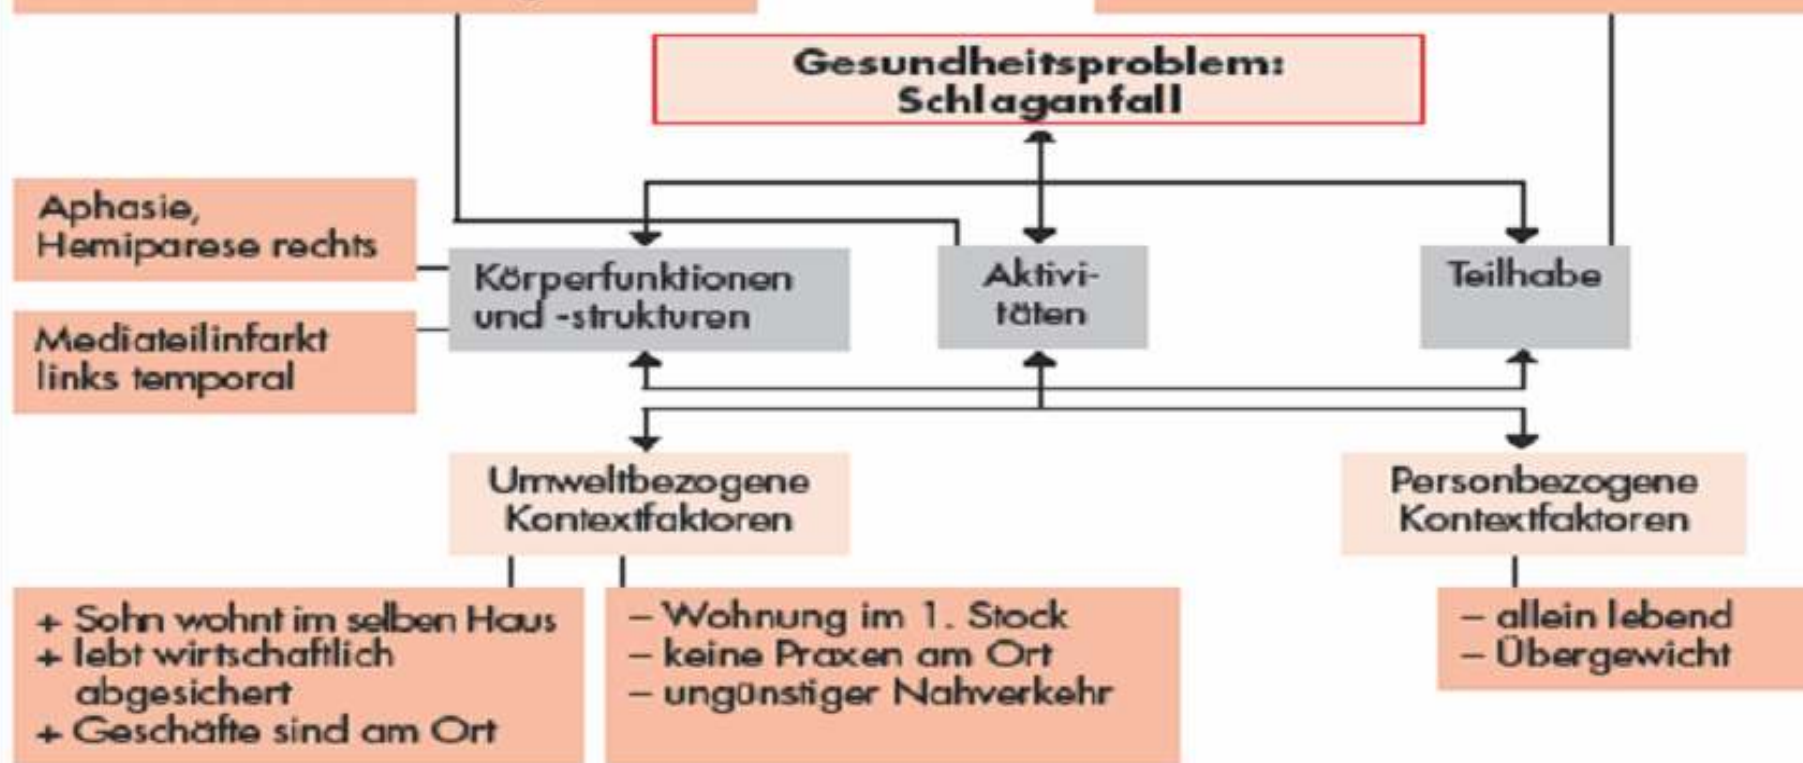 Gesundheitsproblem:
Schlaganfall
Aphasie,
Hemiparese rechts
Mediateilinfarkt
links temporal
Körperfunktionen
und -strukturen
Aktivi-
täten
Teilhabe
Umweltbezogene
Kontextfaktoren
Personbezogene
Kontextfaktoren
+ Sohn wohnt im selben Haus
+ lebt wirtschaftlich
abgesichert
+ Geschäfte sind am Ort
– Wohnung im 1. Stock
– keine Praxen am Ort
– ungünstiger Nahverkehr
– allein lebend
– Übergewicht